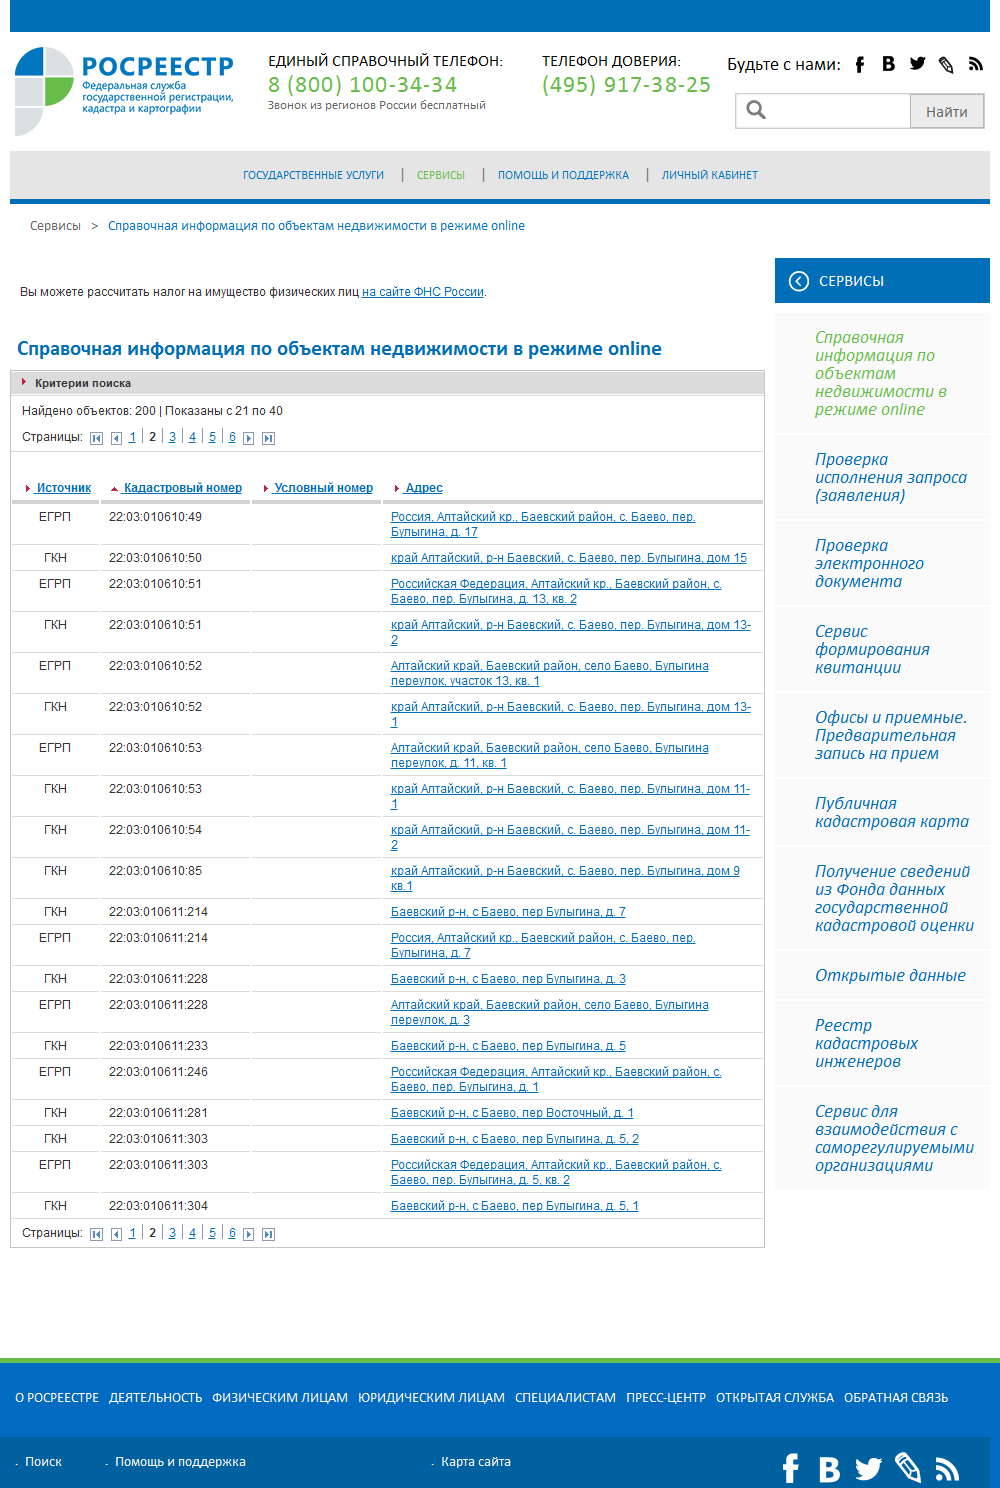 РОСРЕЕСТР
Федеральная служба
государственной регистрации,
кадастра и картографии
ЕДИНЫЙ СПРАВОЧНЫЙ ТЕЛЕФОН:
8 (800) 100-34-34
Звонок из регионов России бесплатный
ТЕЛЕФОН ДОВЕРИЯ:
(495) 917-38-25
Будьте с нами:
Найти
ГОСУДАРСТВЕННЫЕ УСЛУГИ | СЕРВИСЫ | ПОМОЩЬ И ПОДДЕРЖКА | ЛИЧНЫЙ КАБИНЕТ
Сервисы > Справочная информация по объектам недвижимости в режиме online
Вы можете рассчитать налог на имущество физических лиц на сайте ФНС России.
Справочная информация по объектам недвижимости в режиме online
Критерии поиска
Найдено объектов: 200 | Показаны с 21 по 40
Страницы: 1 | 2 | 3 | 4 | 5 | 6
Источник Кадастровый номер Условный номер Адрес
ЕГРП 22:03:010610:49 Россия, Алтайский кр., Баевский район, с. Баево, пер.
Булыгина, д. 17
ГКН 22:03:010610:50 край Алтайский, р-н Баевский, с. Баево, пер. Булыгина, дом 15
ЕГРП 22:03:010610:51 Российская Федерация, Алтайский кр., Баевский район, с.
Баево, пер. Булыгина, д. 13, кв. 2
ГКН 22:03:010610:51 край Алтайский, р-н Баевский, с. Баево, пер. Булыгина, дом 13-
2
ЕГРП 22:03:010610:52 Алтайский край, Баевский район, село Баево, Булыгина
переулок, участок 13, кв. 1
ГКН 22:03:010610:52 край Алтайский, р-н Баевский, с. Баево, пер. Булыгина, дом 13-
1
ЕГРП 22:03:010610:53 Алтайский край, Баевский район, село Баево, Булыгина
переулок, д. 11, кв. 1
ГКН 22:03:010610:53 край Алтайский, р-н Баевский, с. Баево, пер. Булыгина, дом 11-
1
ГКН 22:03:010610:54 край Алтайский, р-н Баевский, с. Баево, пер. Булыгина, дом 11-
2
ГКН 22:03:010610:85 край Алтайский, р-н Баевский, с. Баево, пер. Булыгина, дом 9
кв.1
ГКН 22:03:010611:214 Баевский р-н, с Баево, пер Булыгина, д. 7
ЕГРП 22:03:010611:214 Россия, Алтайский кр., Баевский район, с. Баево, пер.
Булыгина, д. 7
ГКН 22:03:010611:228 Баевский р-н, с Баево, пер Булыгина, д. 3
ЕГРП 22:03:010611:228 Алтайский край, Баевский район, село Баево, Булыгина
переулок, д. 3
ГКН 22:03:010611:233 Баевский р-н, с Баево, пер Булыгина, д. 5
ЕГРП 22:03:010611:246 Российская Федерация, Алтайский кр., Баевский район, с.
Баево, пер. Булыгина, д. 1
ГКН 22:03:010611:281 Баевский р-н, с Баево, пер Восточный, д. 1
ГКН 22:03:010611:303 Баевский р-н, с Баево, пер Булыгина, д. 5, 2
ЕГРП 22:03:010611:303 Российская Федерация, Алтайский кр., Баевский район, с.
Баево, пер. Булыгина, д. 5, кв. 2
ГКН 22:03:010611:304 Баевский р-н, с Баево, пер Булыгина, д. 5, 1
Страницы: 1 | 2 | 3 | 4 | 5 | 6
СЕРВИСЫ
Справочная
информация по
объектам
недвижимости в
режиме online
Проверка
исполнения запроса
(заявления)
Проверка
электронного
документа
Сервис
формирования
квитанции
Офисы и приемные.
Предварительная
запись на прием
Публичная
кадастровая карта
Получение сведений
из Фонда данных
государственной
кадастровой оценки
Открытые данные
Реестр
кадастровых
инженеров
Сервис для
взаимодействия с
саморегулируемыми
организациями
О РОСРЕЕСТРЕ ДЕЯТЕЛЬНОСТЬ ФИЗИЧЕСКИМ ЛИЦАМ ЮРИДИЧЕСКИМ ЛИЦАМ СПЕЦИАЛИСТАМ ПРЕСС-ЦЕНТР ОТКРЫТАЯ СЛУЖБА ОБРАТНАЯ СВЯЗЬ
. Поиск . Помощь и поддержка . Карта сайта